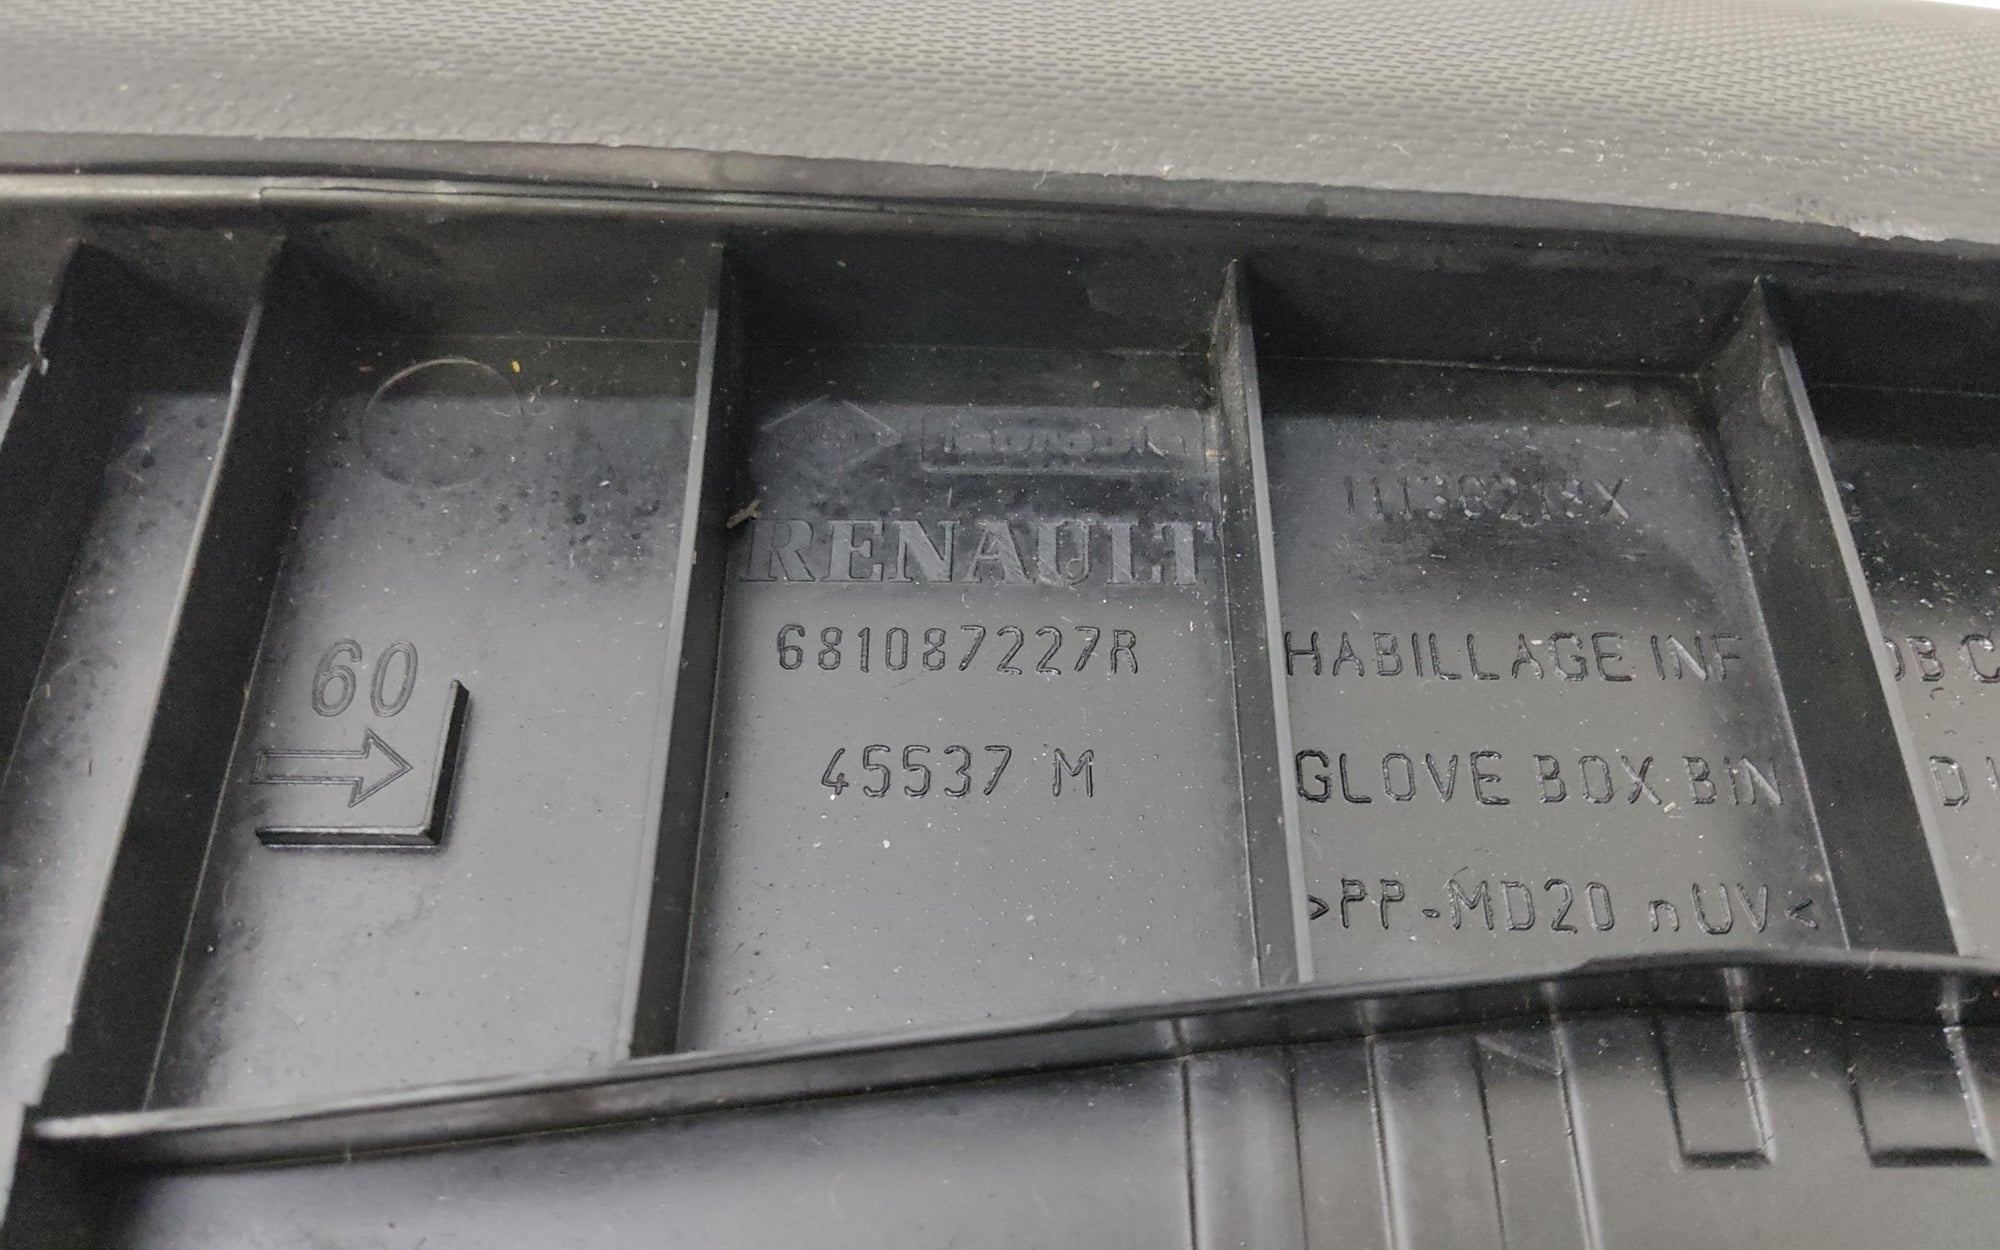 60
RENAULT
681087227R
45537 M
HABILLAGE INF
GLOVE BOX BIN
>PP-MD20 nUV<